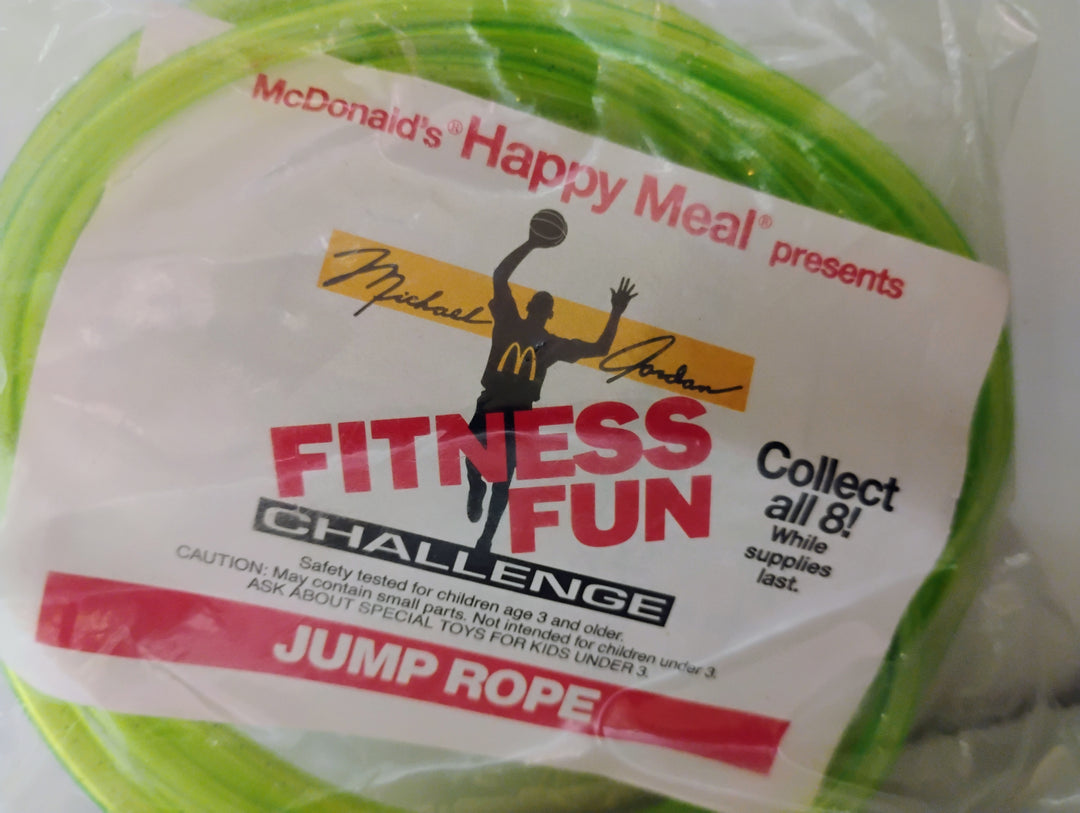 McDonald's® Happy Meal® presents
Michael Jordan
FITNESS
FUN
CHALLENGE
Collect
all 8!
While
supplies
last.
Safety tested for children age 3 and older.
CAUTION: May contain small parts. Not intended for children under 3.
ASK ABOUT SPECIAL TOYS FOR KIDS UNDER 3.
JUMP ROPE